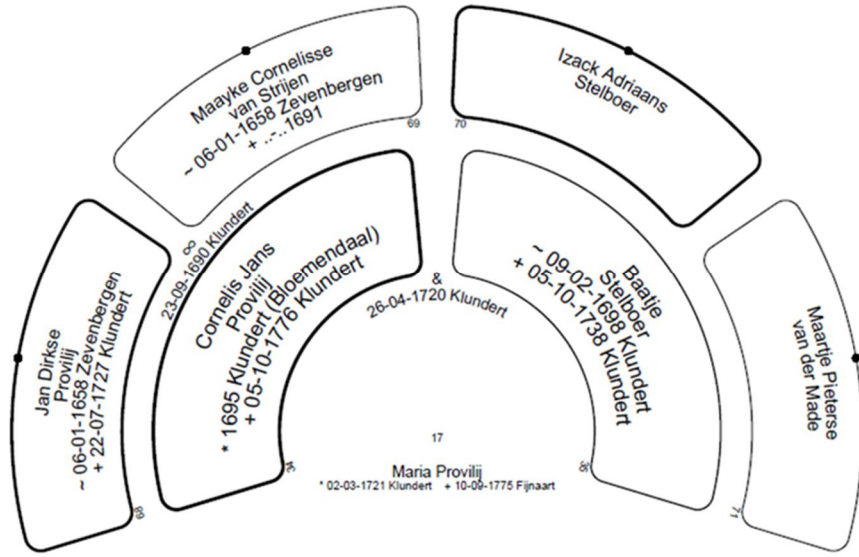 Maayke Cornelisse
van Strijen
~ 06-01-1658 Zevenbergen
+ ..-..1691
69
Izack Adriaans
Stelboer
70
Jan Dirkse
Provilij
~ 06-01-1658 Zevenbergen
+ 22-07-1727 Klundert
68
∞
23-09-1690 Klundert
Cornelis Jans
Provilij
* 1695 Klundert (Bloemendaal)
+ 05-10-1776 Klundert
34
&
26-04-1720 Klundert
Baatje
Stelboer
~ 09-02-1698 Klundert
+ 05-10-1738 Klundert
35
Maartje Pieterse
van der Made
71
17
Maria Provilij
* 02-03-1721 Klundert + 10-09-1775 Fijnaart